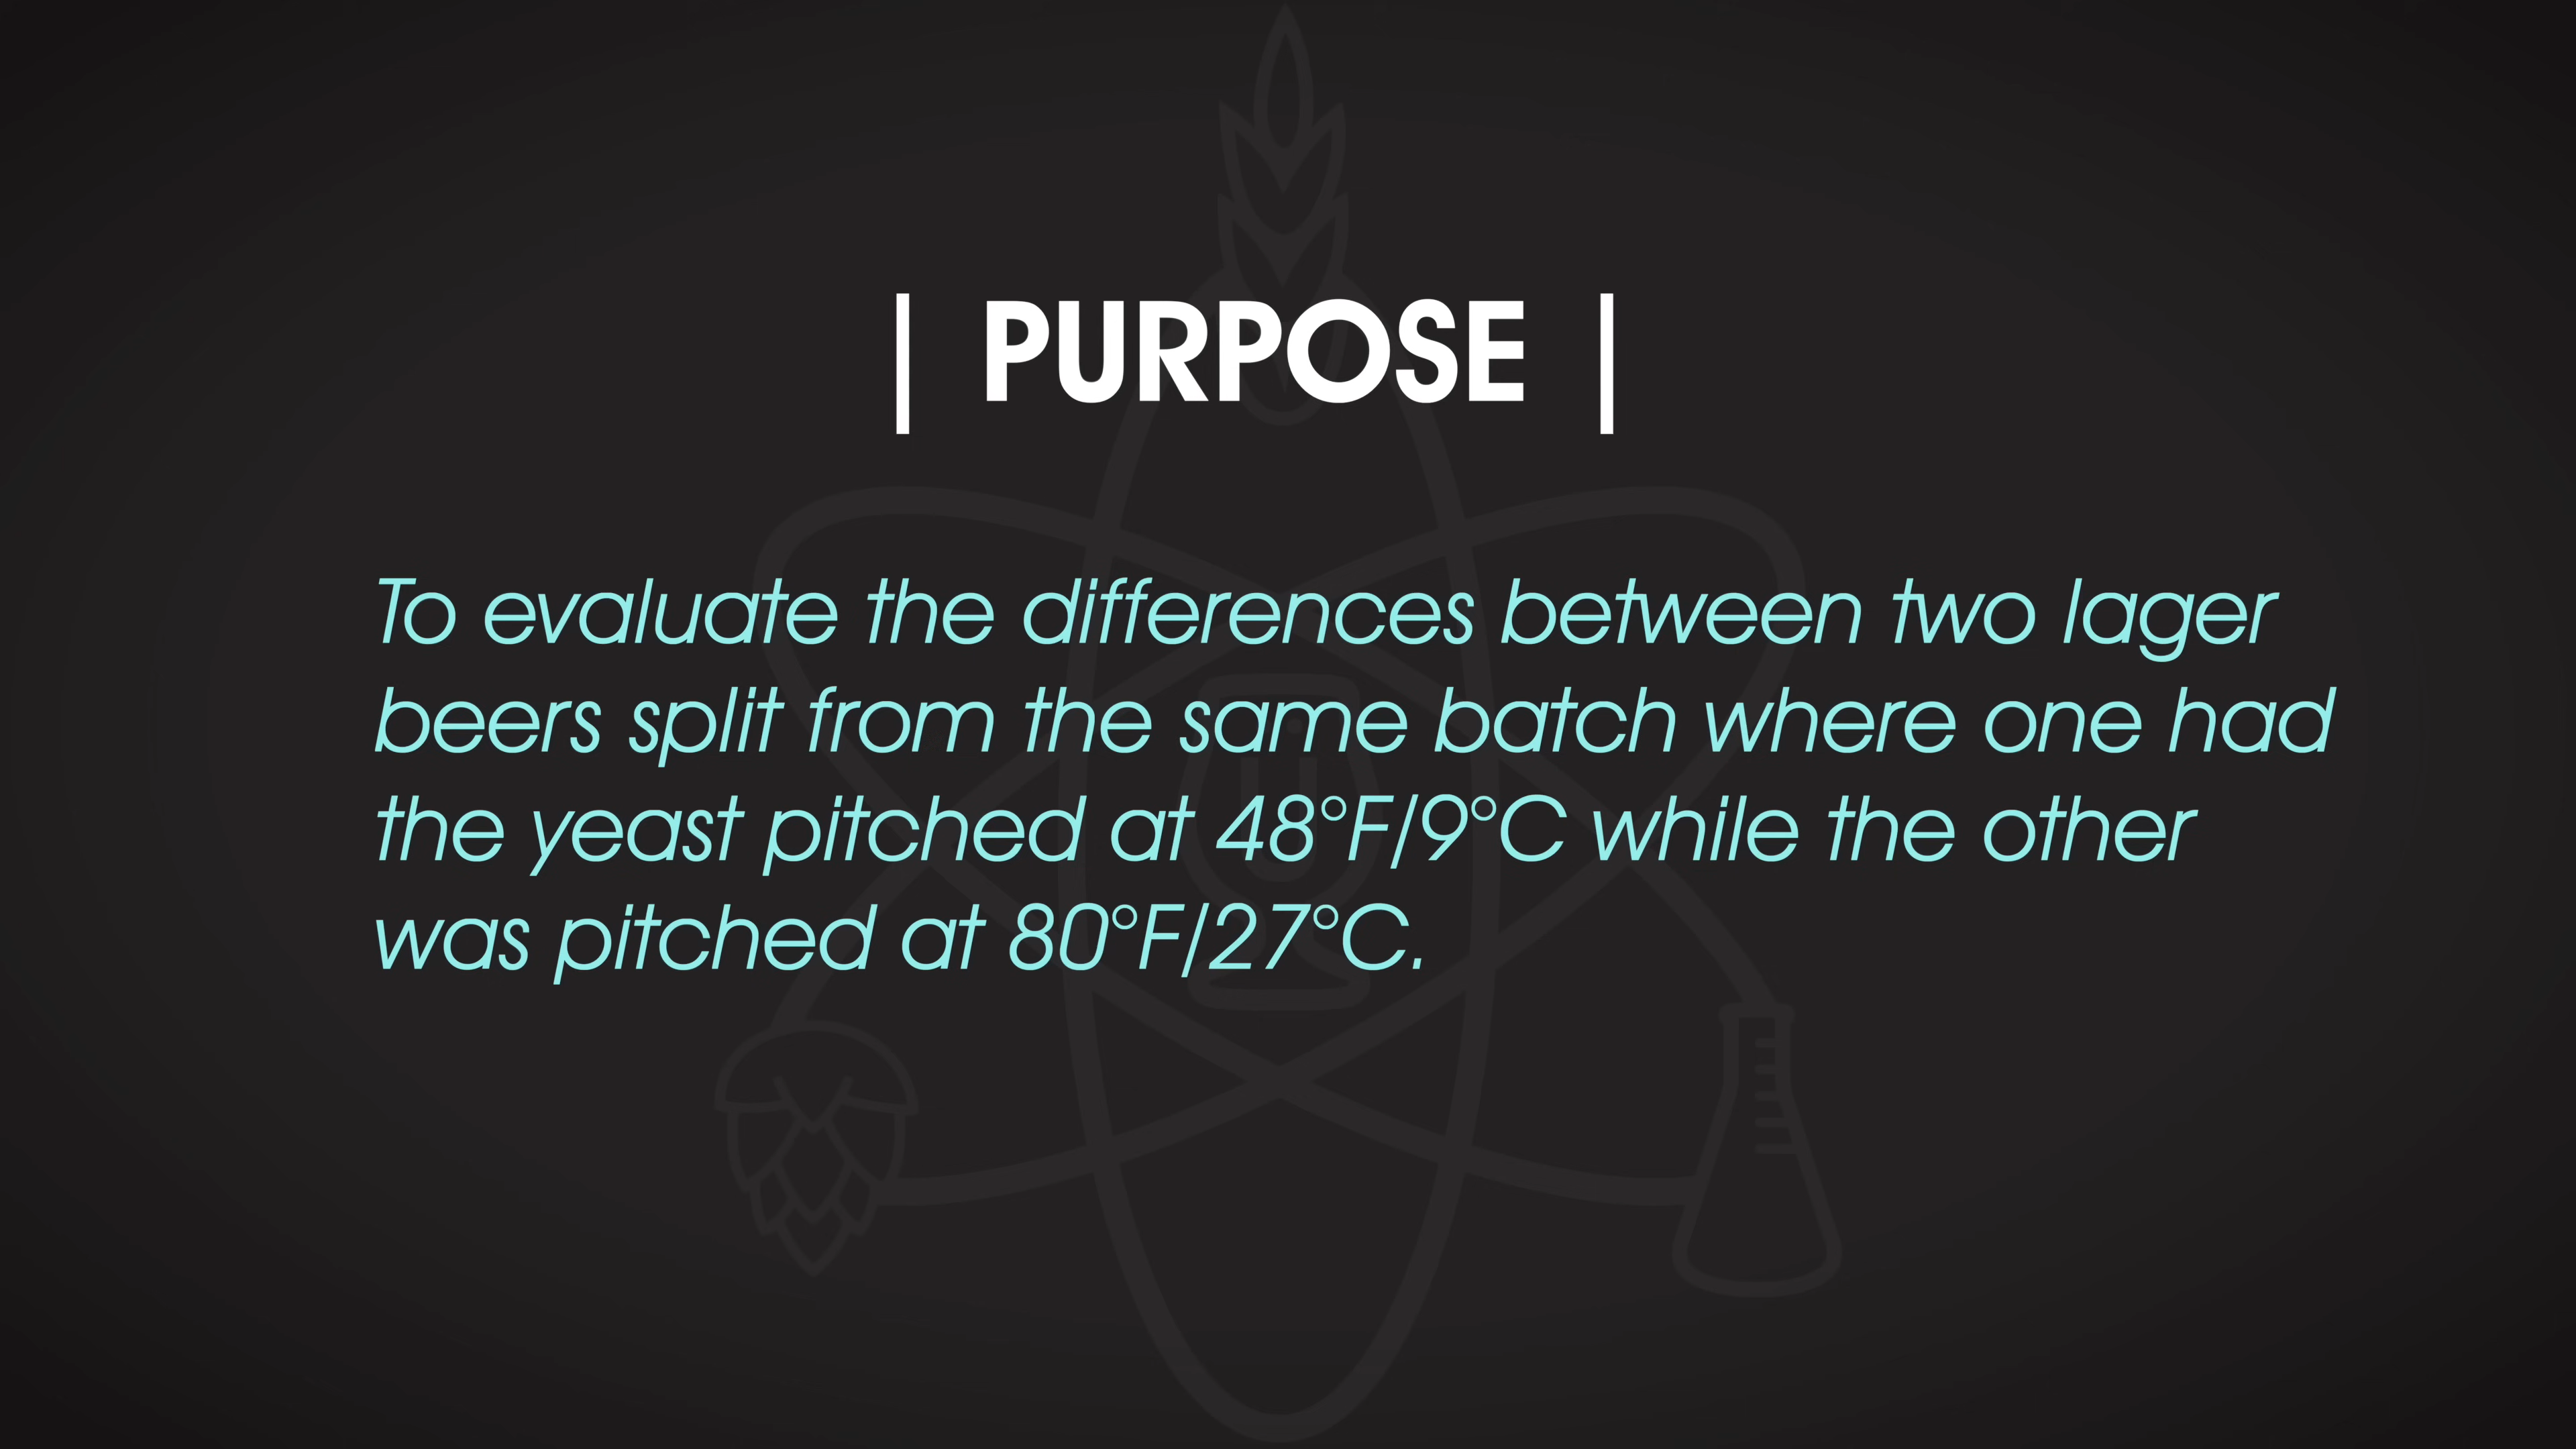 | PURPOSE |
To evaluate the differences between two lager
beers split from the same batch where one had
the yeast pitched at 48°F/9°C while the other
was pitched at 80°F/27°C.